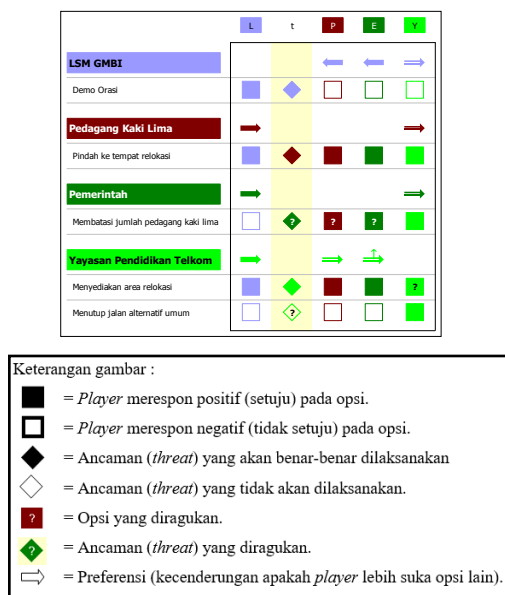 L t P E Y
LSM GMBI
Demo Orasi
Pedagang Kaki Lima
Pindah ke tempat relokasi
Pemerintah
Membatasi jumlah pedagang kaki lima ? ? ?
Yayasan Pendidikan Telkom
Menyediakan area relokasi ?
Menutup jalan alternatif umum ?
Keterangan gambar :
= Player merespon positif (setuju) pada opsi.
= Player merespon negatif (tidak setuju) pada opsi.
= Ancaman (threat) yang akan benar-benar dilaksanakan
= Ancaman (threat) yang tidak akan dilaksanakan.
? = Opsi yang diragukan.
? = Ancaman (threat) yang diragukan.
= Preferensi (kecenderungan apakah player lebih suka opsi lain).